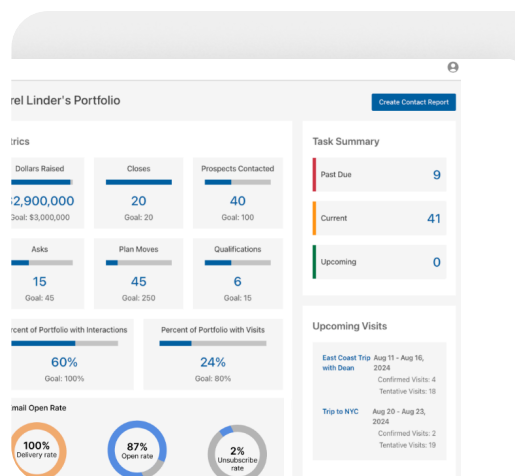 rel Linder's Portfolio
Create Contact Report
trics
Task Summary
Dollars Raised
$2,900,000
Goal: $3,000,000
Closes
20
Goal: 20
Prospects Contacted
40
Goal: 100
Past Due
9
Current
41
Upcoming
0
Asks
15
Goal: 45
Plan Moves
45
Goal: 250
Qualifications
6
Goal: 15
rcent of Portfolio with Interactions
60%
Goal: 100%
Percent of Portfolio with Visits
24%
Goal: 80%
Upcoming Visits
East Coast Trip
with Dean
Aug 11 - Aug 16,
2024
Confirmed Visits: 4
Tentative Visits: 18
Trip to NYC
Aug 20 - Aug 23,
2024
Confirmed Visits: 2
Tentative Visits: 19
mail Open Rate
100%
Delivery rate
87%
Open rate
2%
Unsubscribe
rate